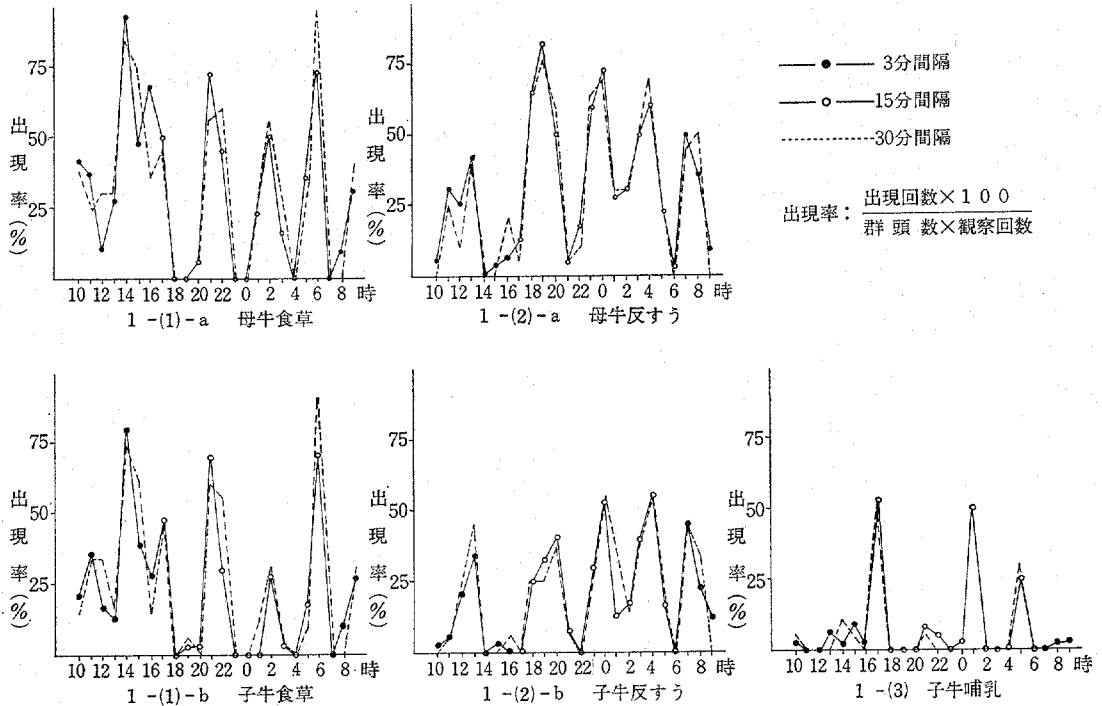 75
50
25
出現率(%)
10 12 14 16 18 20 22 0 2 4 6 8 時
1-(1)-a 母牛食草
75
50
25
出現率(%)
10 12 14 16 18 20 22 0 2 4 6 8 時
1-(2)-a 母牛反すう
3分間隔
15分間隔
30分間隔
出現率:出現回数×100
群頭数×観察回数
75
50
25
出現率(%)
10 12 14 16 18 20 22 0 2 4 6 8 時
1-(1)-b 子牛食草
75
50
25
出現率(%)
10 12 14 16 18 20 22 0 2 4 6 8 時
1-(2)-b 子牛反すう
75
50
25
出現率(%)
10 12 14 16 18 20 22 0 2 4 6 8 時
1-(3) 子牛哺乳